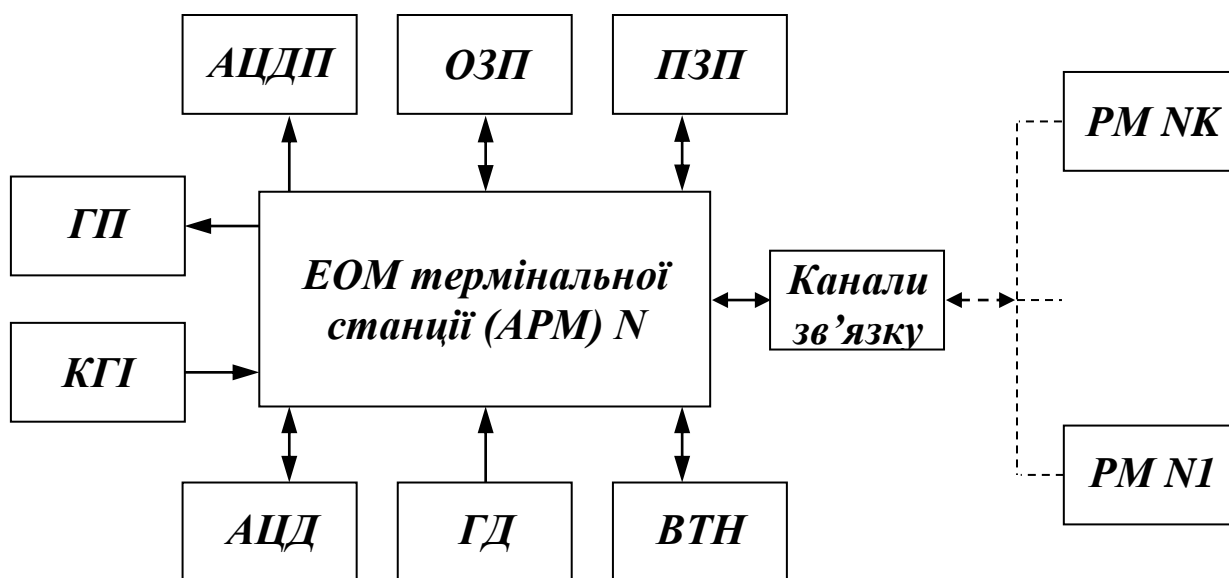 АЦДП
ОЗП
ПЗП
РМ NK
ГП
ЕОМ термінальної
станції (АРМ) N
Канали
зв’язку
КГІ
АЦД
ГД
ВТН
РМ N1